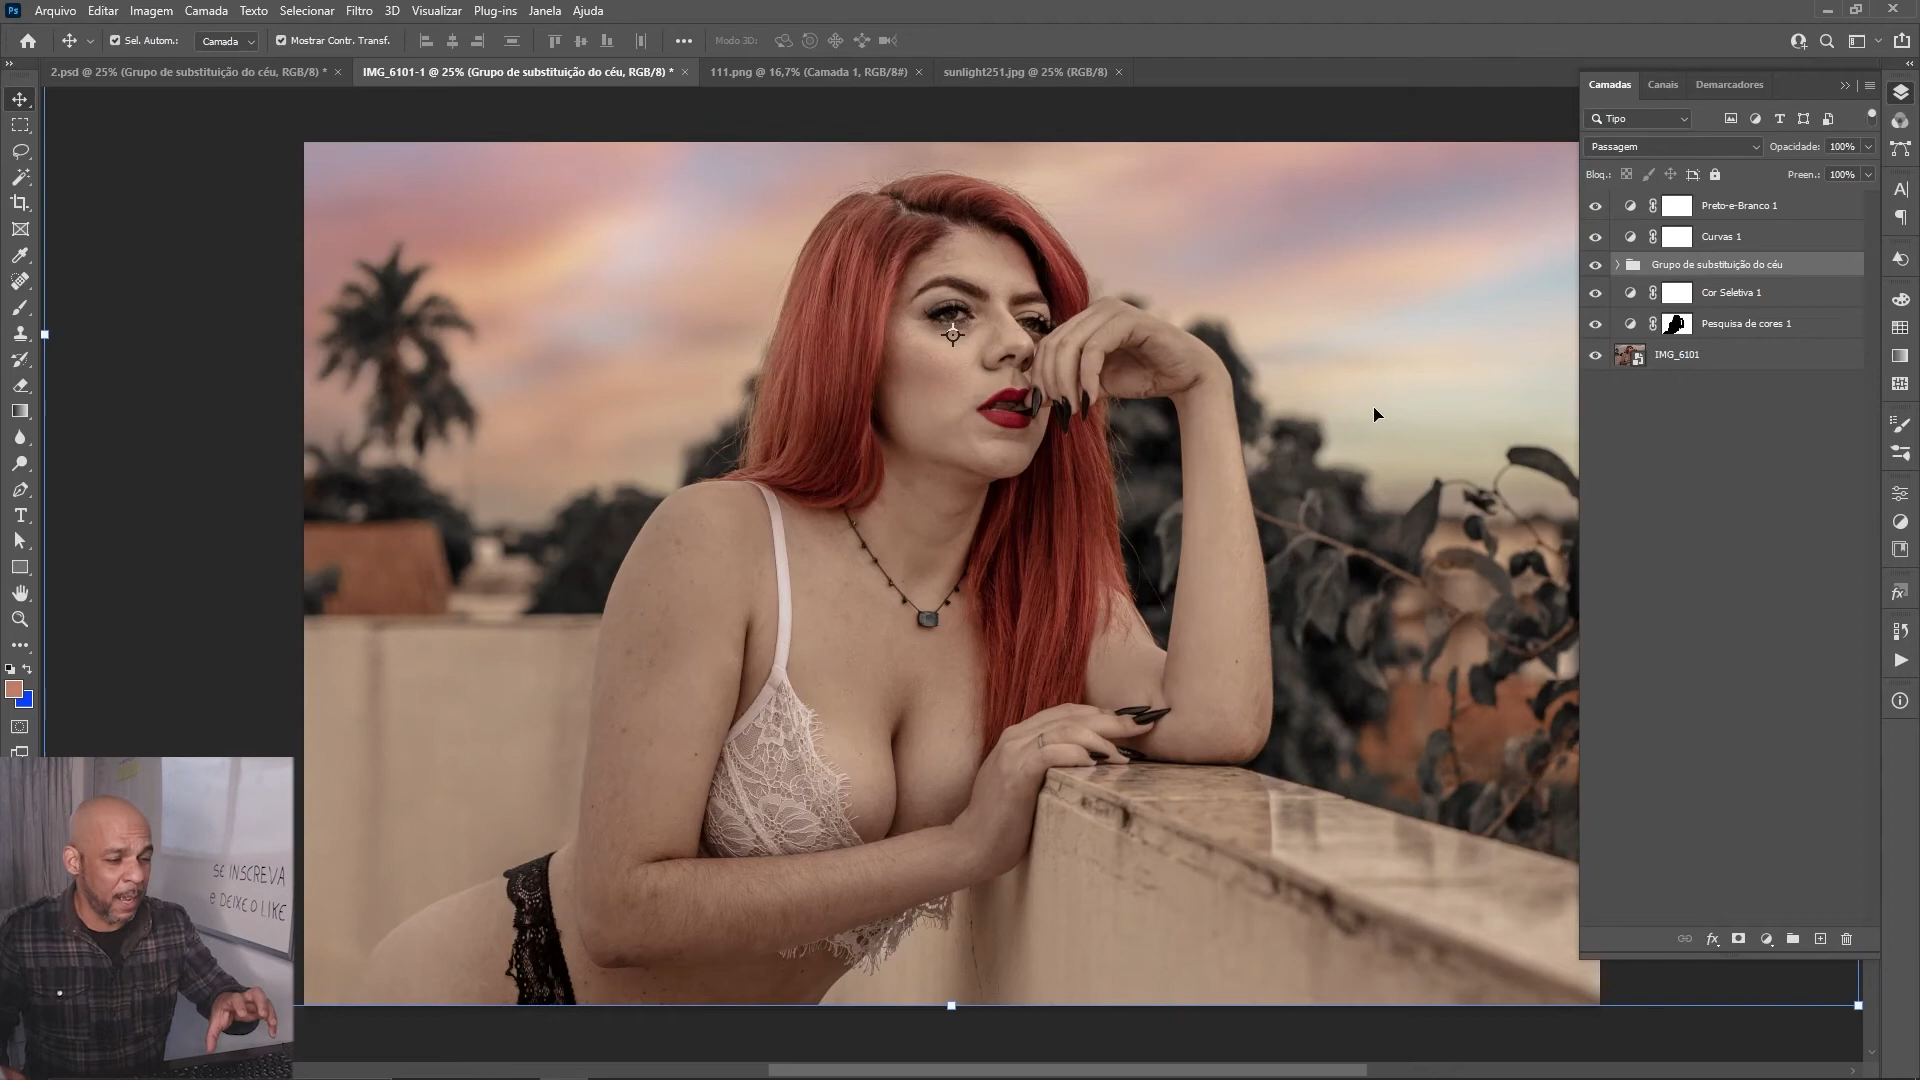 Ps Arquivo Editar Imagem Camada Texto Selecionar Filtro 3D Visualizar Plug-ins Janela Ajuda
Sel. Autom.: Camada Mostrar Contr. Transf. Modo 3D:
2.psd @ 25% (Grupo de substituição do céu, RGB/8) * IMG_6101-1 @ 25% (Grupo de substituição do céu, RGB/8) * 111.png @ 16,7% (Camada 1, RGB/8#) sunlight251.jpg @ 25% (RGB/8)
Camadas Canais Demarcadores
Tipo
Passagem Opacidade: 100%
Bloq.: Preen.: 100%
Preto-e-Branco 1
Curvas 1
Grupo de substituição do céu
Cor Seletiva 1
Pesquisa de cores 1
IMG_6101
SE INSCREVA
e DEIXE O LIKE